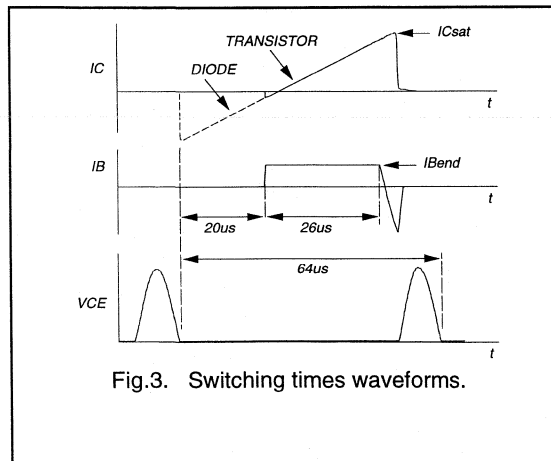 ICsat
TRANSISTOR
IC
DIODE
t
IB
IBend
t
20us
26us
64us
VCE
t
Fig.3. Switching times waveforms.